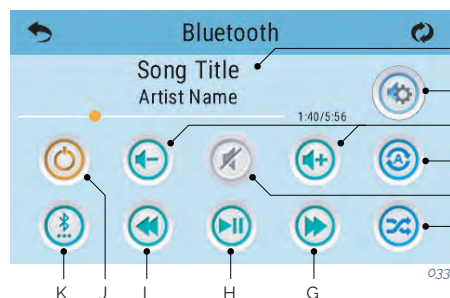 Bluetooth
Song Title
Artist Name
1:40/5:56
A
033
K J I H G